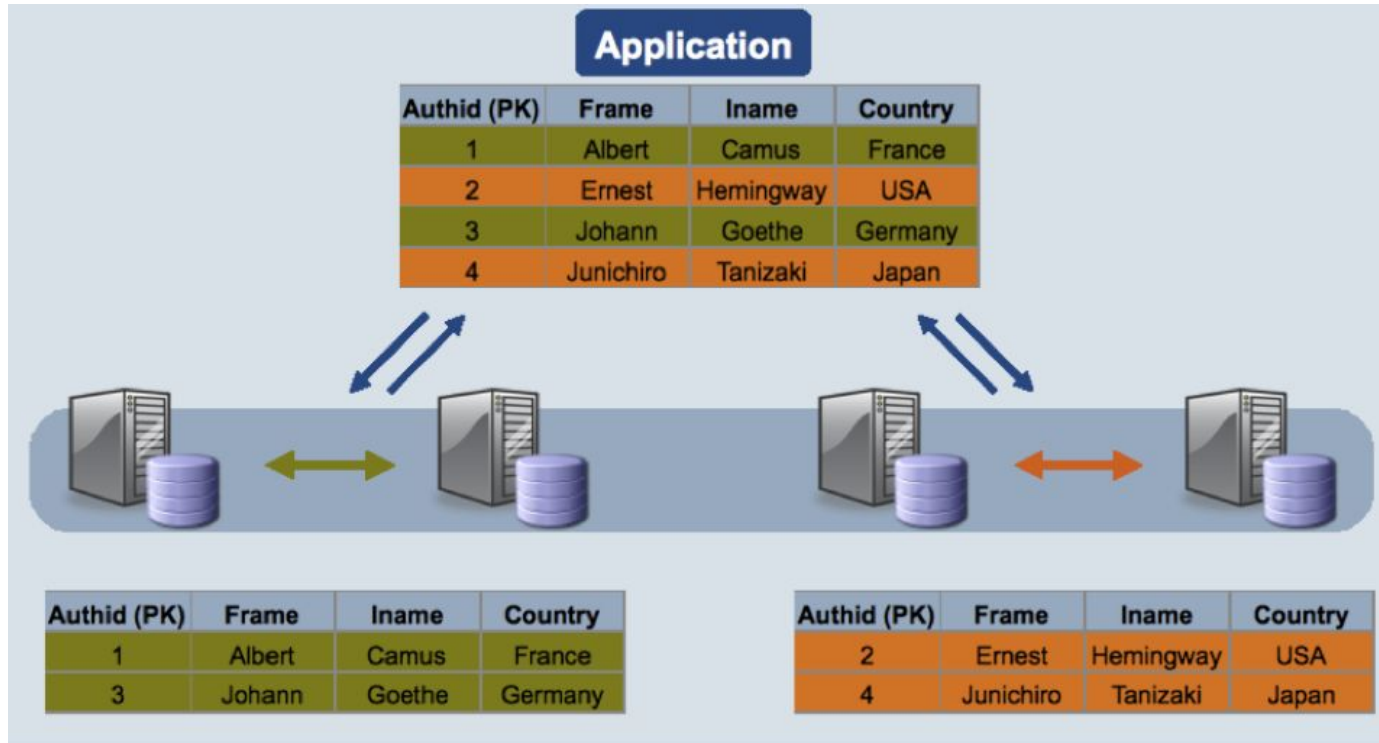 Application
Authid (PK) Frame Iname Country
1 Albert Camus France
2 Ernest Hemingway USA
3 Johann Goethe Germany
4 Junichiro Tanizaki Japan
Authid (PK) Frame Iname Country
1 Albert Camus France
3 Johann Goethe Germany
Authid (PK) Frame Iname Country
2 Ernest Hemingway USA
4 Junichiro Tanizaki Japan